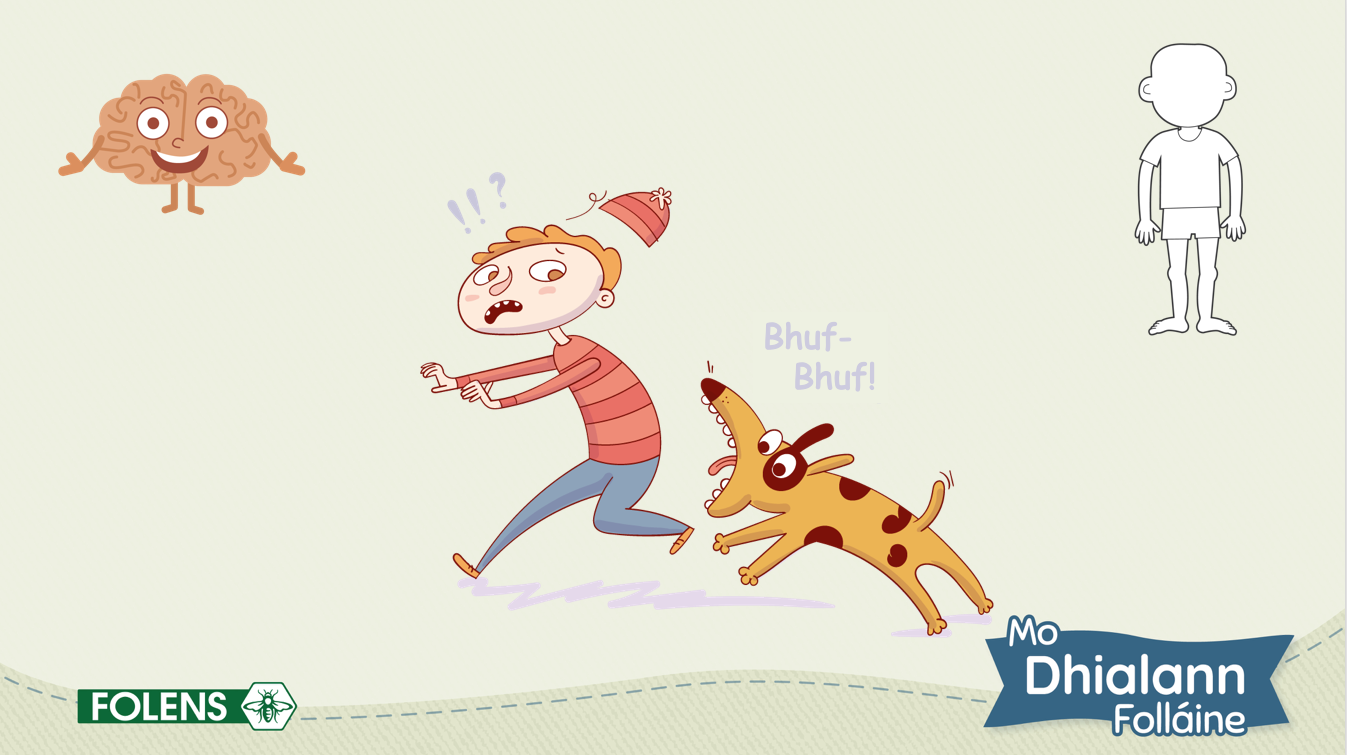 !!?
Bhuf-
Bhuf!
FOLENS
Mo
Dhialann
Folláine